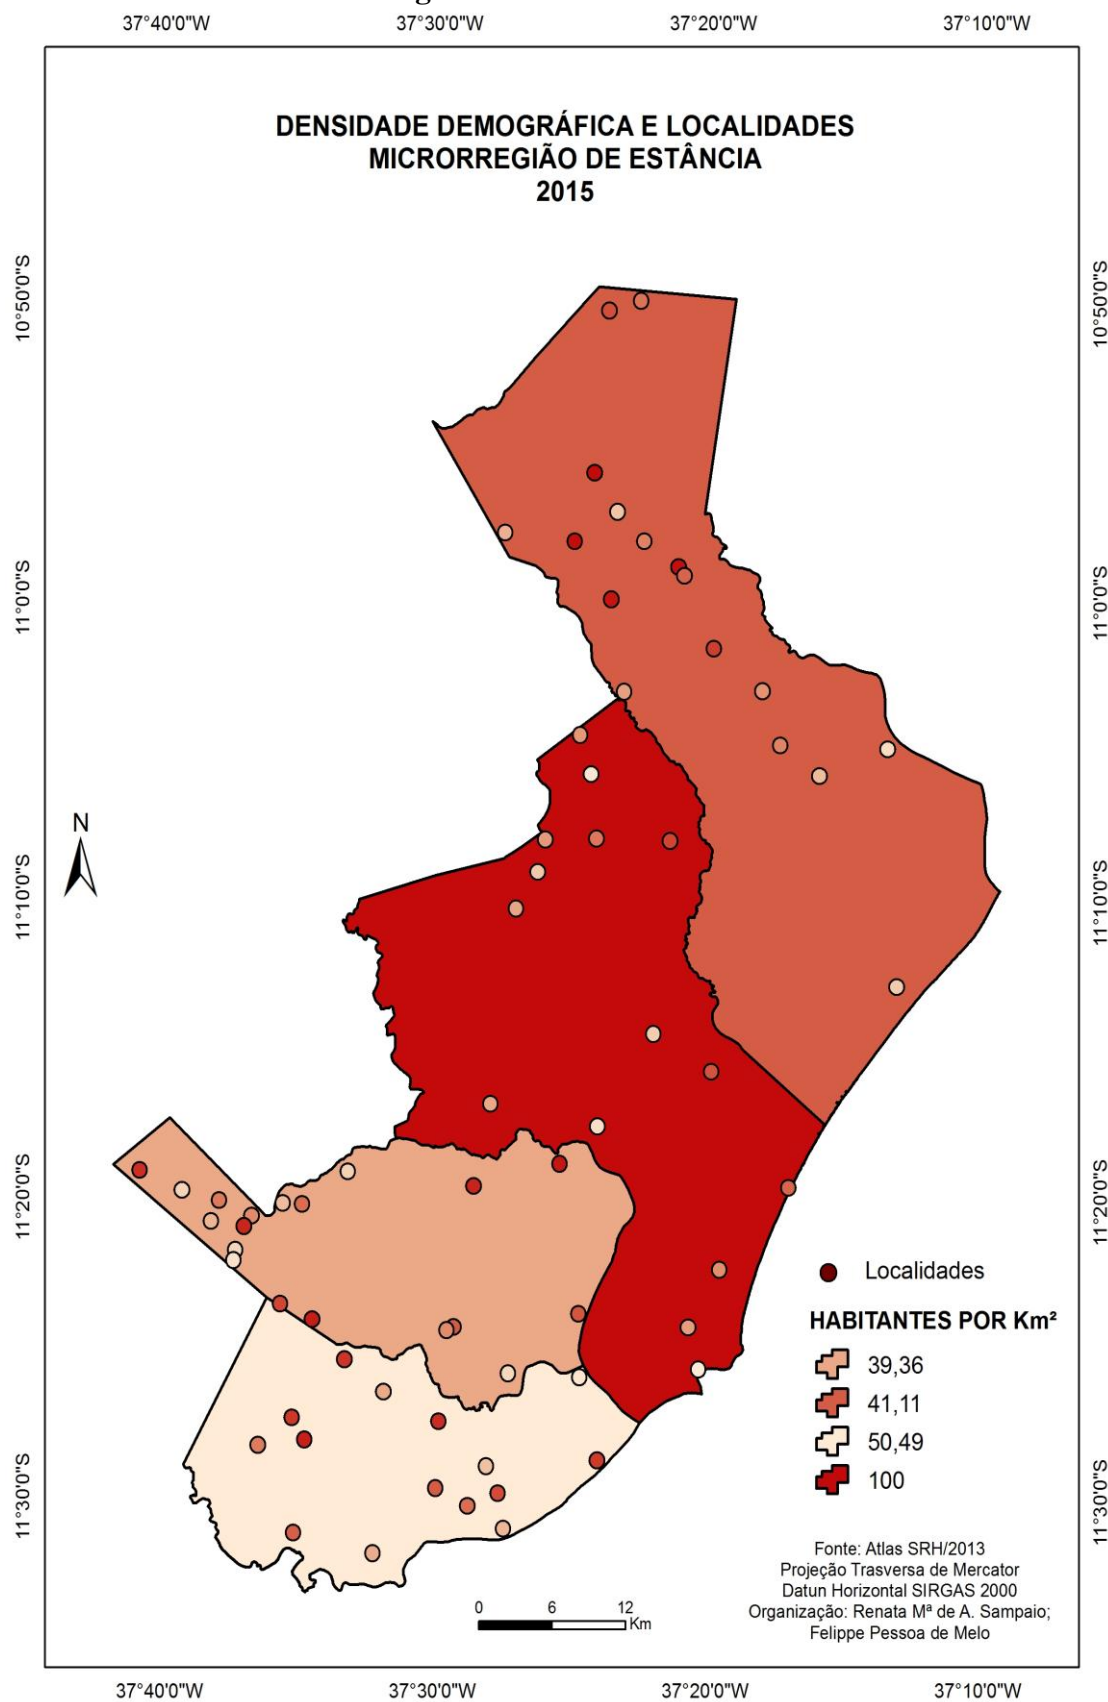 37°40'0"W 37°30'0"W 37°20'0"W 37°10'0"W
DENSIDADE DEMOGRÁFICA E LOCALIDADES
MICRORREGIÃO DE ESTÂNCIA
2015
10°50'0"S 10°50'0"S
11°0'0"S 11°0'0"S
N
11°10'0"S 11°10'0"S
11°20'0"S 11°20'0"S
Localidades
HABITANTES POR Km²
39,36
41,11
50,49
100
11°30'0"S 11°30'0"S
Fonte: Atlas SRH/2013
Projeção Trasversa de Mercator
Datun Horizontal SIRGAS 2000
Organização: Renata Mª de A. Sampaio;
Felippe Pessoa de Melo
0 6 12
Km
37°40'0"W 37°30'0"W 37°20'0"W 37°10'0"W